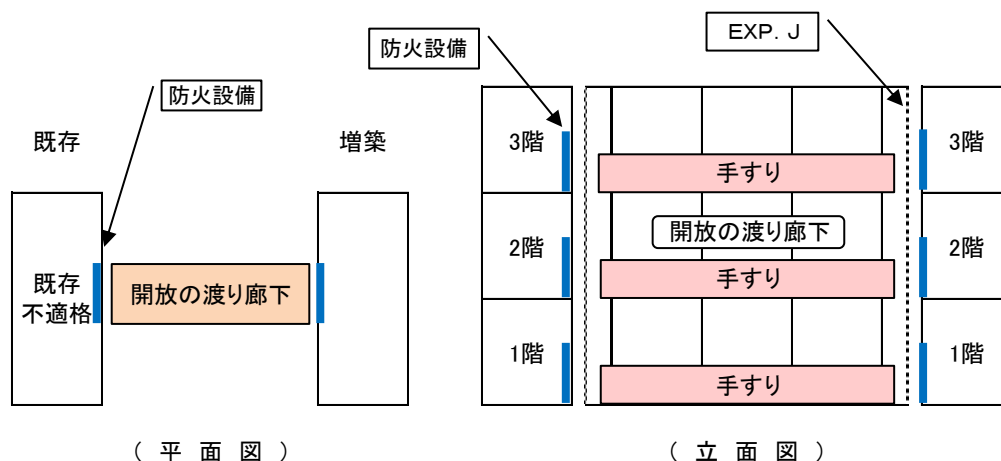 防火設備
既存
増築
既存
不適格
開放の渡り廊下
( 平 面 図 )
防火設備
EXP. J
3階
3階
手すり
開放の渡り廊下
2階
2階
手すり
1階
1階
手すり
( 立 面 図 )